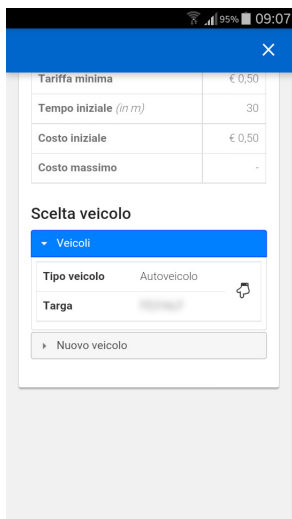 95% 09:07
Tariffa minima € 0,50
Tempo iniziale (in m) 30
Costo iniziale € 0,50
Costo massimo -
Scelta veicolo
Veicoli
Tipo veicolo Autoveicolo
Targa
Nuovo veicolo